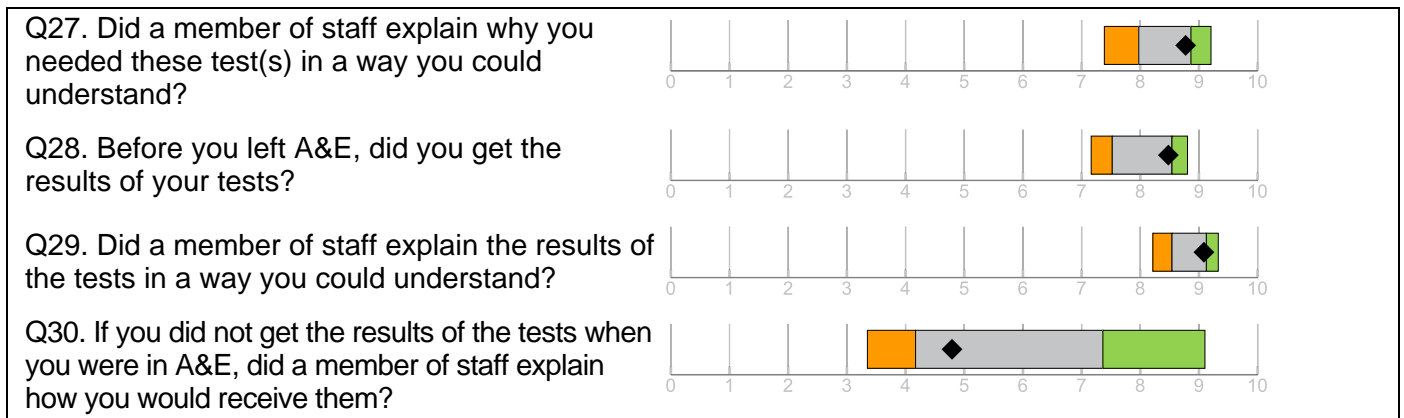 Q27. Did a member of staff explain why you
needed these test(s) in a way you could
understand?
0 1 2 3 4 5 6 7 8 9 10
Q28. Before you left A&E, did you get the
results of your tests?
0 1 2 3 4 5 6 7 8 9 10
Q29. Did a member of staff explain the results of
the tests in a way you could understand?
0 1 2 3 4 5 6 7 8 9 10
Q30. If you did not get the results of the tests when
you were in A&E, did a member of staff explain
how you would receive them?
0 1 2 3 4 5 6 7 8 9 10